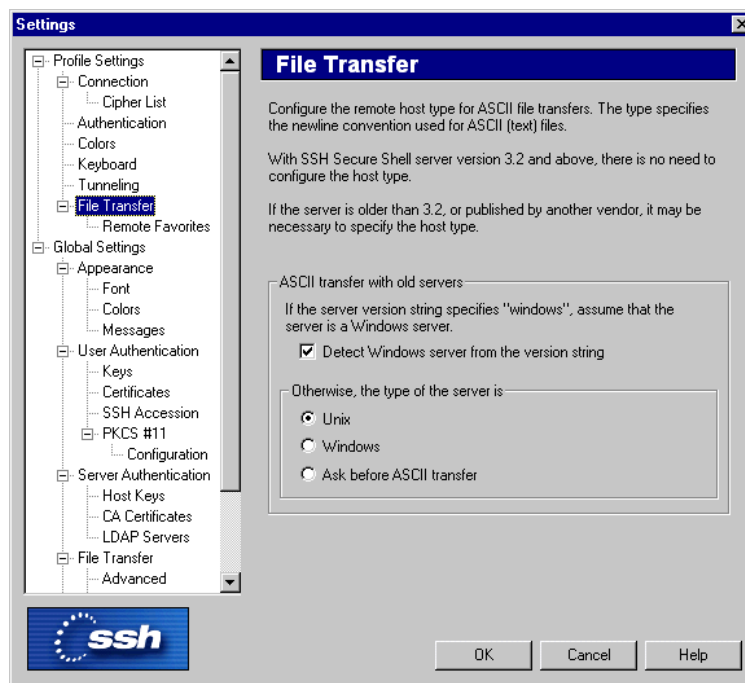 Settings
Profile Settings
Connection
Cipher List
Authentication
Colors
Keyboard
Tunneling
File Transfer
Remote Favorites
Global Settings
Appearance
Font
Colors
Messages
User Authentication
Keys
Certificates
SSH Accession
PKCS #11
Configuration
Server Authentication
Host Keys
CA Certificates
LDAP Servers
File Transfer
Advanced
ssh
File Transfer
Configure the remote host type for ASCII file transfers. The type specifies
the newline convention used for ASCII (text) files.
With SSH Secure Shell server version 3.2 and above, there is no need to
configure the host type.
If the server is older than 3.2, or published by another vendor, it may be
necessary to specify the host type.
ASCII transfer with old servers
If the server version string specifies "windows", assume that the
server is a Windows server.
Detect Windows server from the version string
Otherwise, the type of the server is
Unix
Windows
Ask before ASCII transfer
OK
Cancel
Help